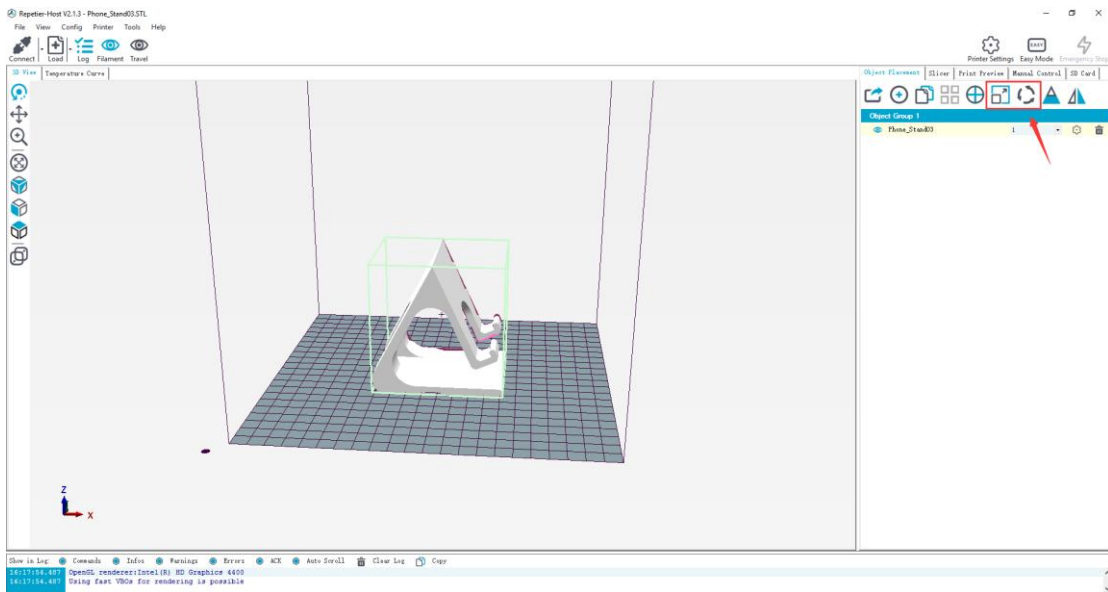 Repetier-Host V2.1.3 - Phone_Stand03.STL
File View Config Printer Tools Help
Connect Load Log Filament Travel
Printer Settings Easy Mode Emergency Stop
EASY
3D View Temperature Curve
Object Placement Slicer Print Preview Manual Control SD Card
Object Group 1
Phone_Stand03 1
Z
X
Show in Log: Commands Infos Warnings Errors ACK Auto Scroll Clear Log Copy
16:17:54.487 OpenGL renderer:Intel(R) HD Graphics 4400
16:17:54.487 Using fast VBOs for rendering is possible